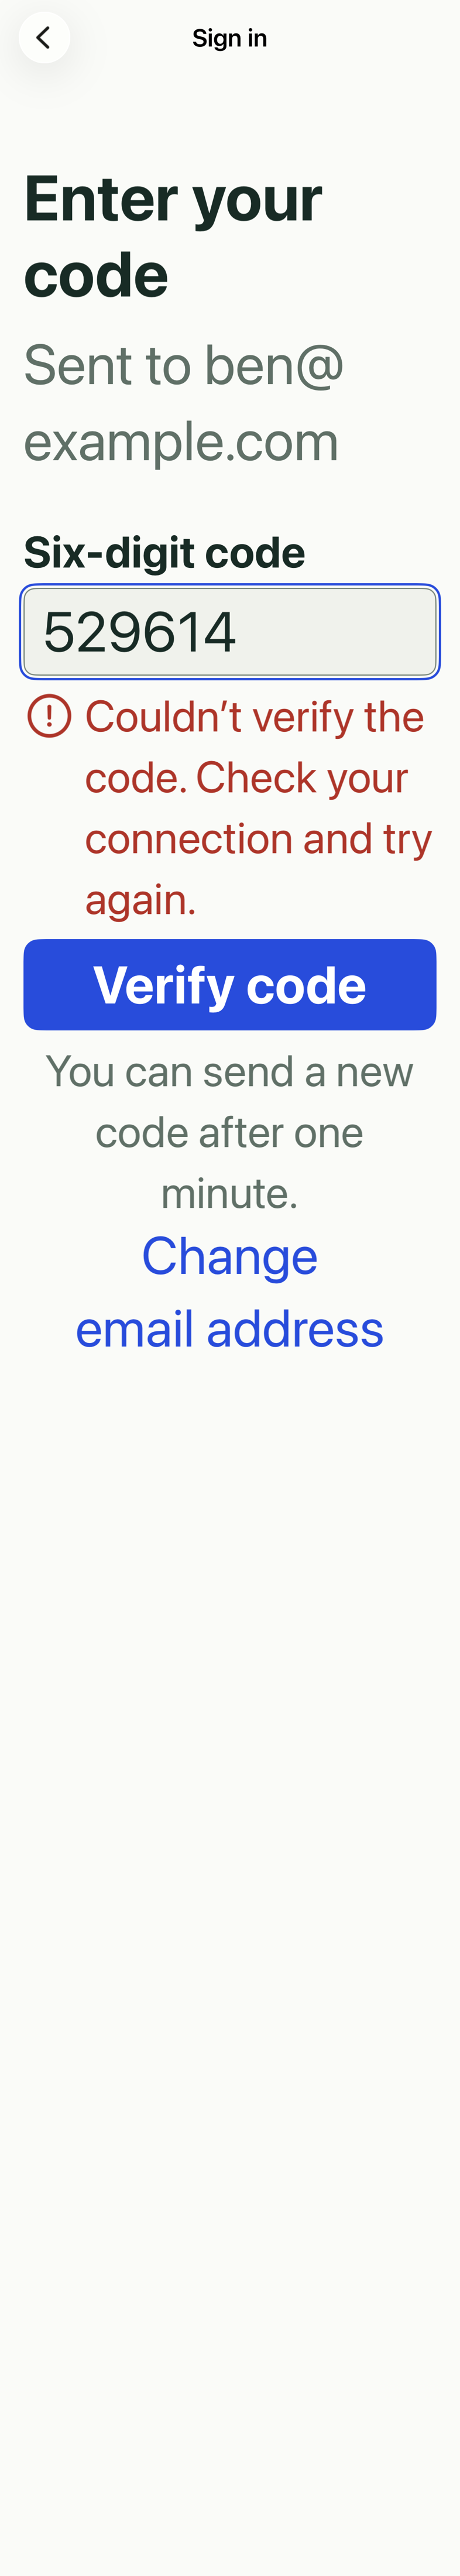 Sign in
Enter your
code
Sent to ben@
example.com
Six-digit code
529614
Couldn’t verify the
code. Check your
connection and try
again.
Verify code
You can send a new
code after one
minute.
Change
email address